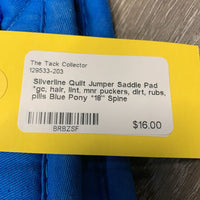 The Tack Collector
129533-203
Silverline Quilt Jumper Saddle Pad
*gc, hair, lint, mnr puckers, dirt, rubs,
pills Blue Pony *18" Spine
BRBZSF
$16.00